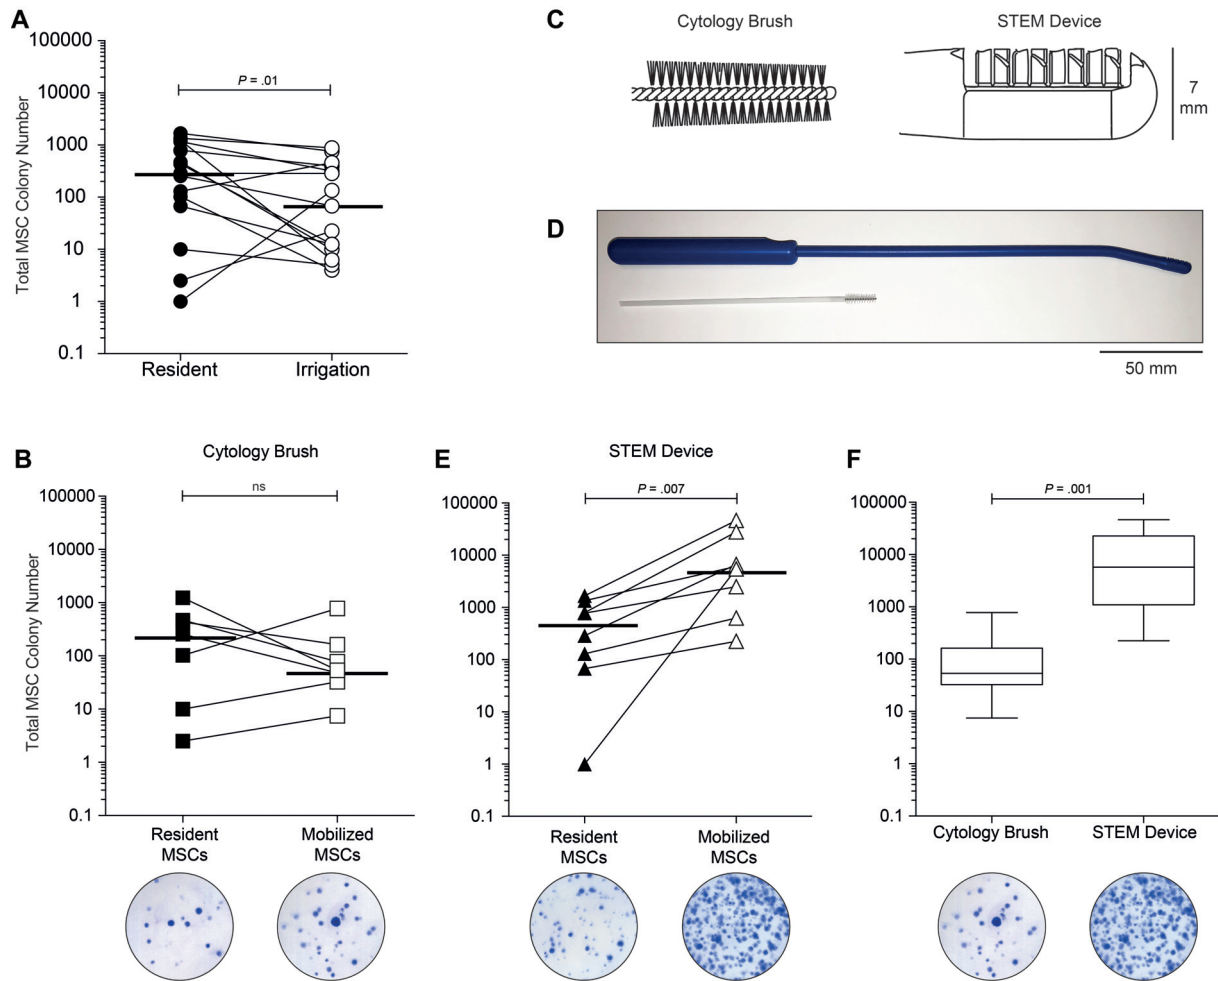 A
100000
10000
1000
100
10
1
0.1
Total MSC Colony Number
P = .01
Resident
Irrigation
C
Cytology Brush
STEM Device
7
mm
D
50 mm
B
Cytology Brush
100000
10000
1000
100
10
1
0.1
Total MSC Colony Number
ns
Resident
MSCs
Mobilized
MSCs
E
STEM Device
100000
10000
1000
100
10
1
0.1
P = .007
Resident
MSCs
Mobilized
MSCs
F
100000
10000
1000
100
10
1
0.1
P = .001
Cytology Brush
STEM Device